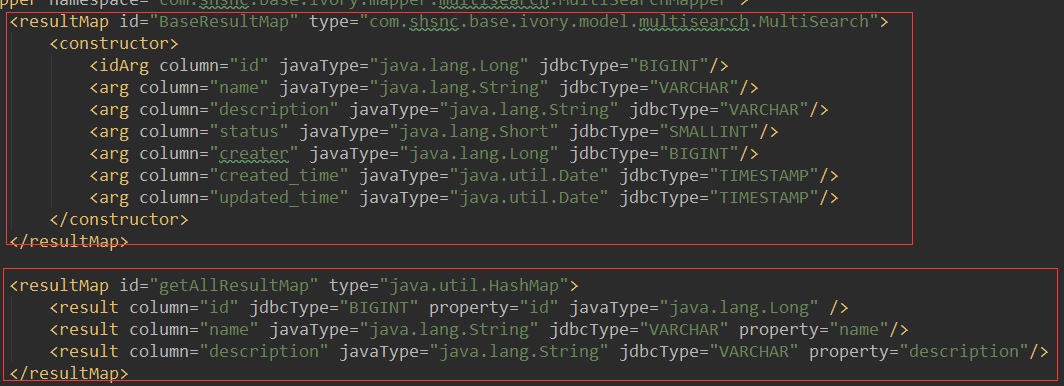 pper namespace="com.shsnc.base.ivory.mapper.multisearch.MultiSearchMapper">
<resultMap id="BaseResultMap" type="com.shsnc.base.ivory.model.multisearch.MultiSearch">
<constructor>
<idArg column="id" javaType="java.lang.Long" jdbcType="BIGINT"/>
<arg column="name" javaType="java.lang.String" jdbcType="VARCHAR"/>
<arg column="description" javaType="java.lang.String" jdbcType="VARCHAR"/>
<arg column="status" javaType="java.lang.Short" jdbcType="SMALLINT"/>
<arg column="creater" javaType="java.lang.Long" jdbcType="BIGINT"/>
<arg column="created_time" javaType="java.util.Date" jdbcType="TIMESTAMP"/>
<arg column="updated_time" javaType="java.util.Date" jdbcType="TIMESTAMP"/>
</constructor>
</resultMap>
<resultMap id="getAllResultMap" type="java.util.HashMap">
<result column="id" jdbcType="BIGINT" property="id" javaType="java.lang.Long" />
<result column="name" javaType="java.lang.String" jdbcType="VARCHAR" property="name"/>
<result column="description" javaType="java.lang.String" jdbcType="VARCHAR" property="description"/>
</resultMap>